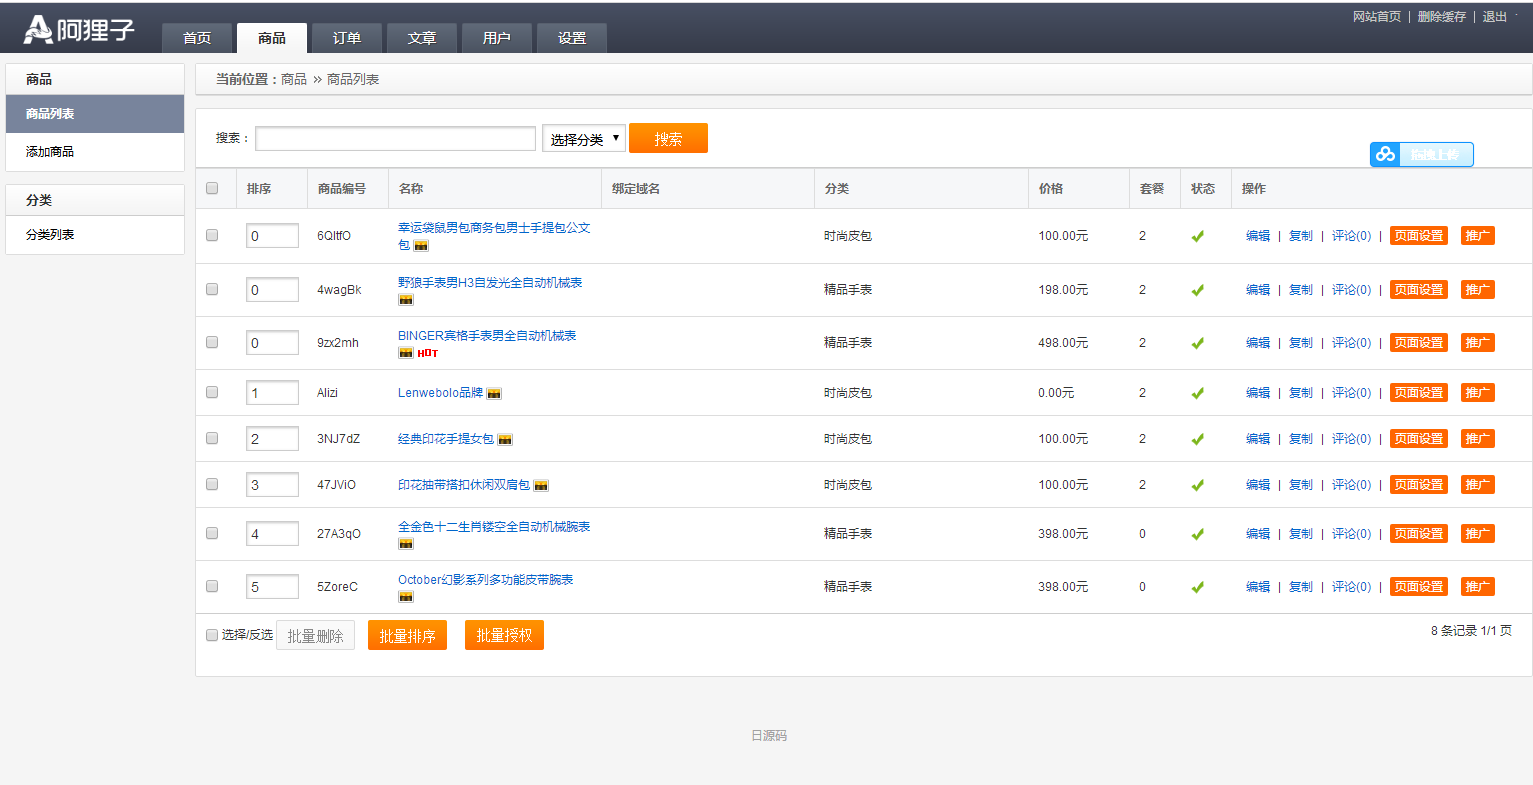 网站首页 | 删除缓存 | 退出
阿狸子
首页 商品 订单 文章 用户 设置
商品
商品列表
添加商品
分类
分类列表
当前位置：商品 » 商品列表
搜索： 选择分类 ▼ 搜索
拖拽上传
排序 商品编号 名称 绑定域名 分类 价格 套餐 状态 操作
0 6QltfO 幸运袋鼠男包商务包男士手提包公文
包 时尚皮包 100.00元 2 编辑 | 复制 | 评论(0) | 页面设置 推广
0 4wagBk 野狼手表男H3自发光全自动机械表 精品手表 198.00元 2 编辑 | 复制 | 评论(0) | 页面设置 推广
0 9zx2mh BINGER宾格手表男全自动机械表 精品手表 498.00元 2 编辑 | 复制 | 评论(0) | 页面设置 推广
HOT
1 Alizi Lenwebolo品牌 时尚皮包 0.00元 2 编辑 | 复制 | 评论(0) | 页面设置 推广
2 3NJ7dZ 经典印花手提女包 时尚皮包 100.00元 2 编辑 | 复制 | 评论(0) | 页面设置 推广
3 47JViO 印花抽带搭扣休闲双肩包 时尚皮包 100.00元 2 编辑 | 复制 | 评论(0) | 页面设置 推广
4 27A3qO 全金色十二生肖镂空全自动机械腕表 精品手表 398.00元 0 编辑 | 复制 | 评论(0) | 页面设置 推广
5 5ZoreC October幻影系列多功能皮带腕表 精品手表 398.00元 0 编辑 | 复制 | 评论(0) | 页面设置 推广
选择/反选 批量删除 批量排序 批量授权 8 条记录 1/1 页
日源码